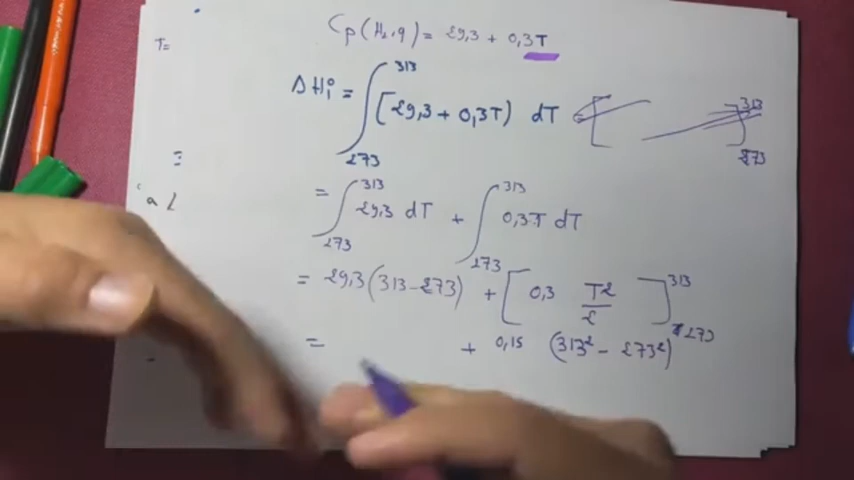 T=
Cp(H₂,g) = 29,3 + 0,3T
ΔH₁° = ∫₂₇₃³¹³ [29,3 + 0,3T) dT = [ ]₂₇₃³¹³
= ∫₂₇₃³¹³ 29,3 dT + ∫₂₇₃³¹³ 0,3T dT
= 29,3(313-273) + [0,3 T²/2]₂₇₃³¹³
= + 0,15 (313² - 273²)